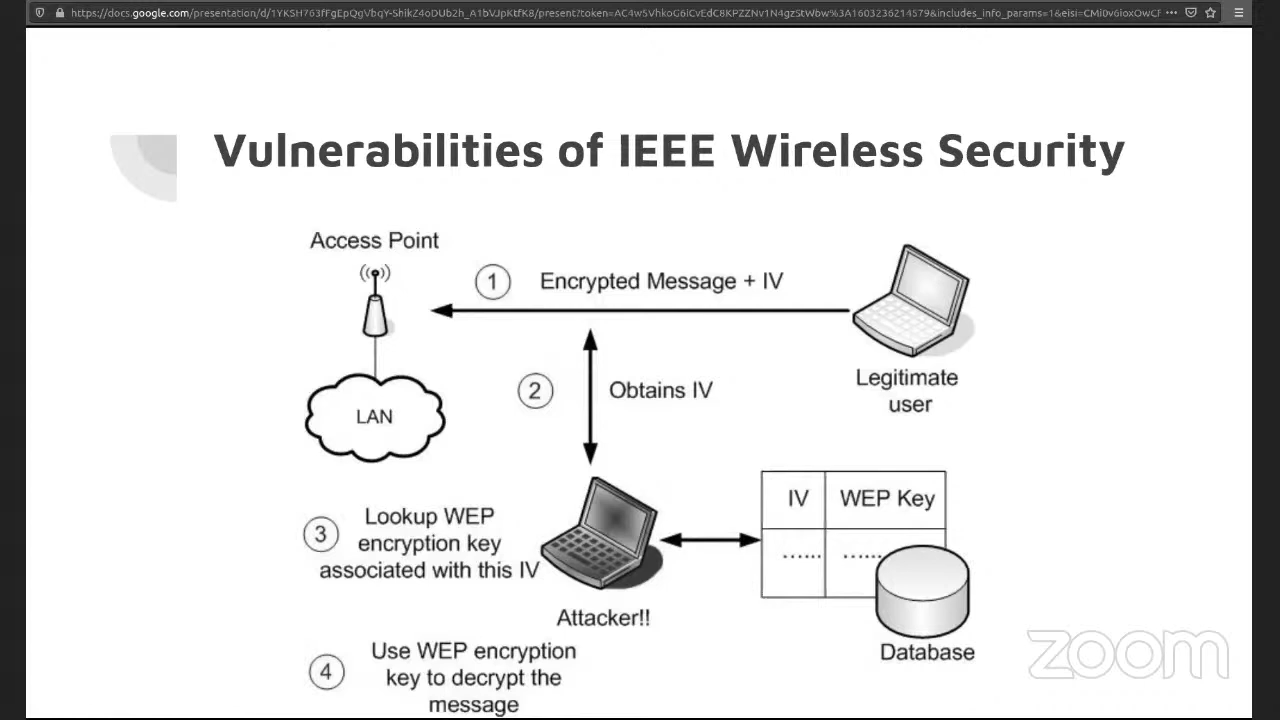 Vulnerabilities of IEEE Wireless Security
Access Point
1
Encrypted Message + IV
Legitimate
user
2
Obtains IV
LAN
IV
WEP Key
......
......
3
Lookup WEP
encryption key
associated with this IV
Attacker!!
Database
4
Use WEP encryption
key to decrypt the
message
zoom